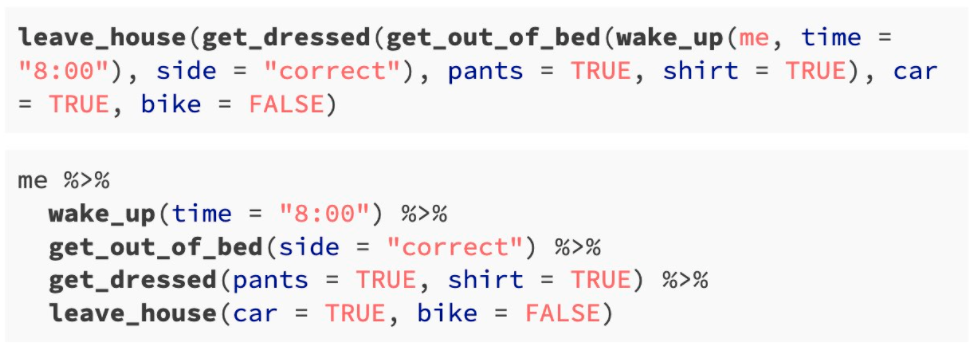 leave_house(get_dressed(get_out_of_bed(wake_up(me, time =
"8:00"), side = "correct"), pants = TRUE, shirt = TRUE), car
= TRUE, bike = FALSE)
me %>%
  wake_up(time = "8:00") %>%
  get_out_of_bed(side = "correct") %>%
  get_dressed(pants = TRUE, shirt = TRUE) %>%
  leave_house(car = TRUE, bike = FALSE)